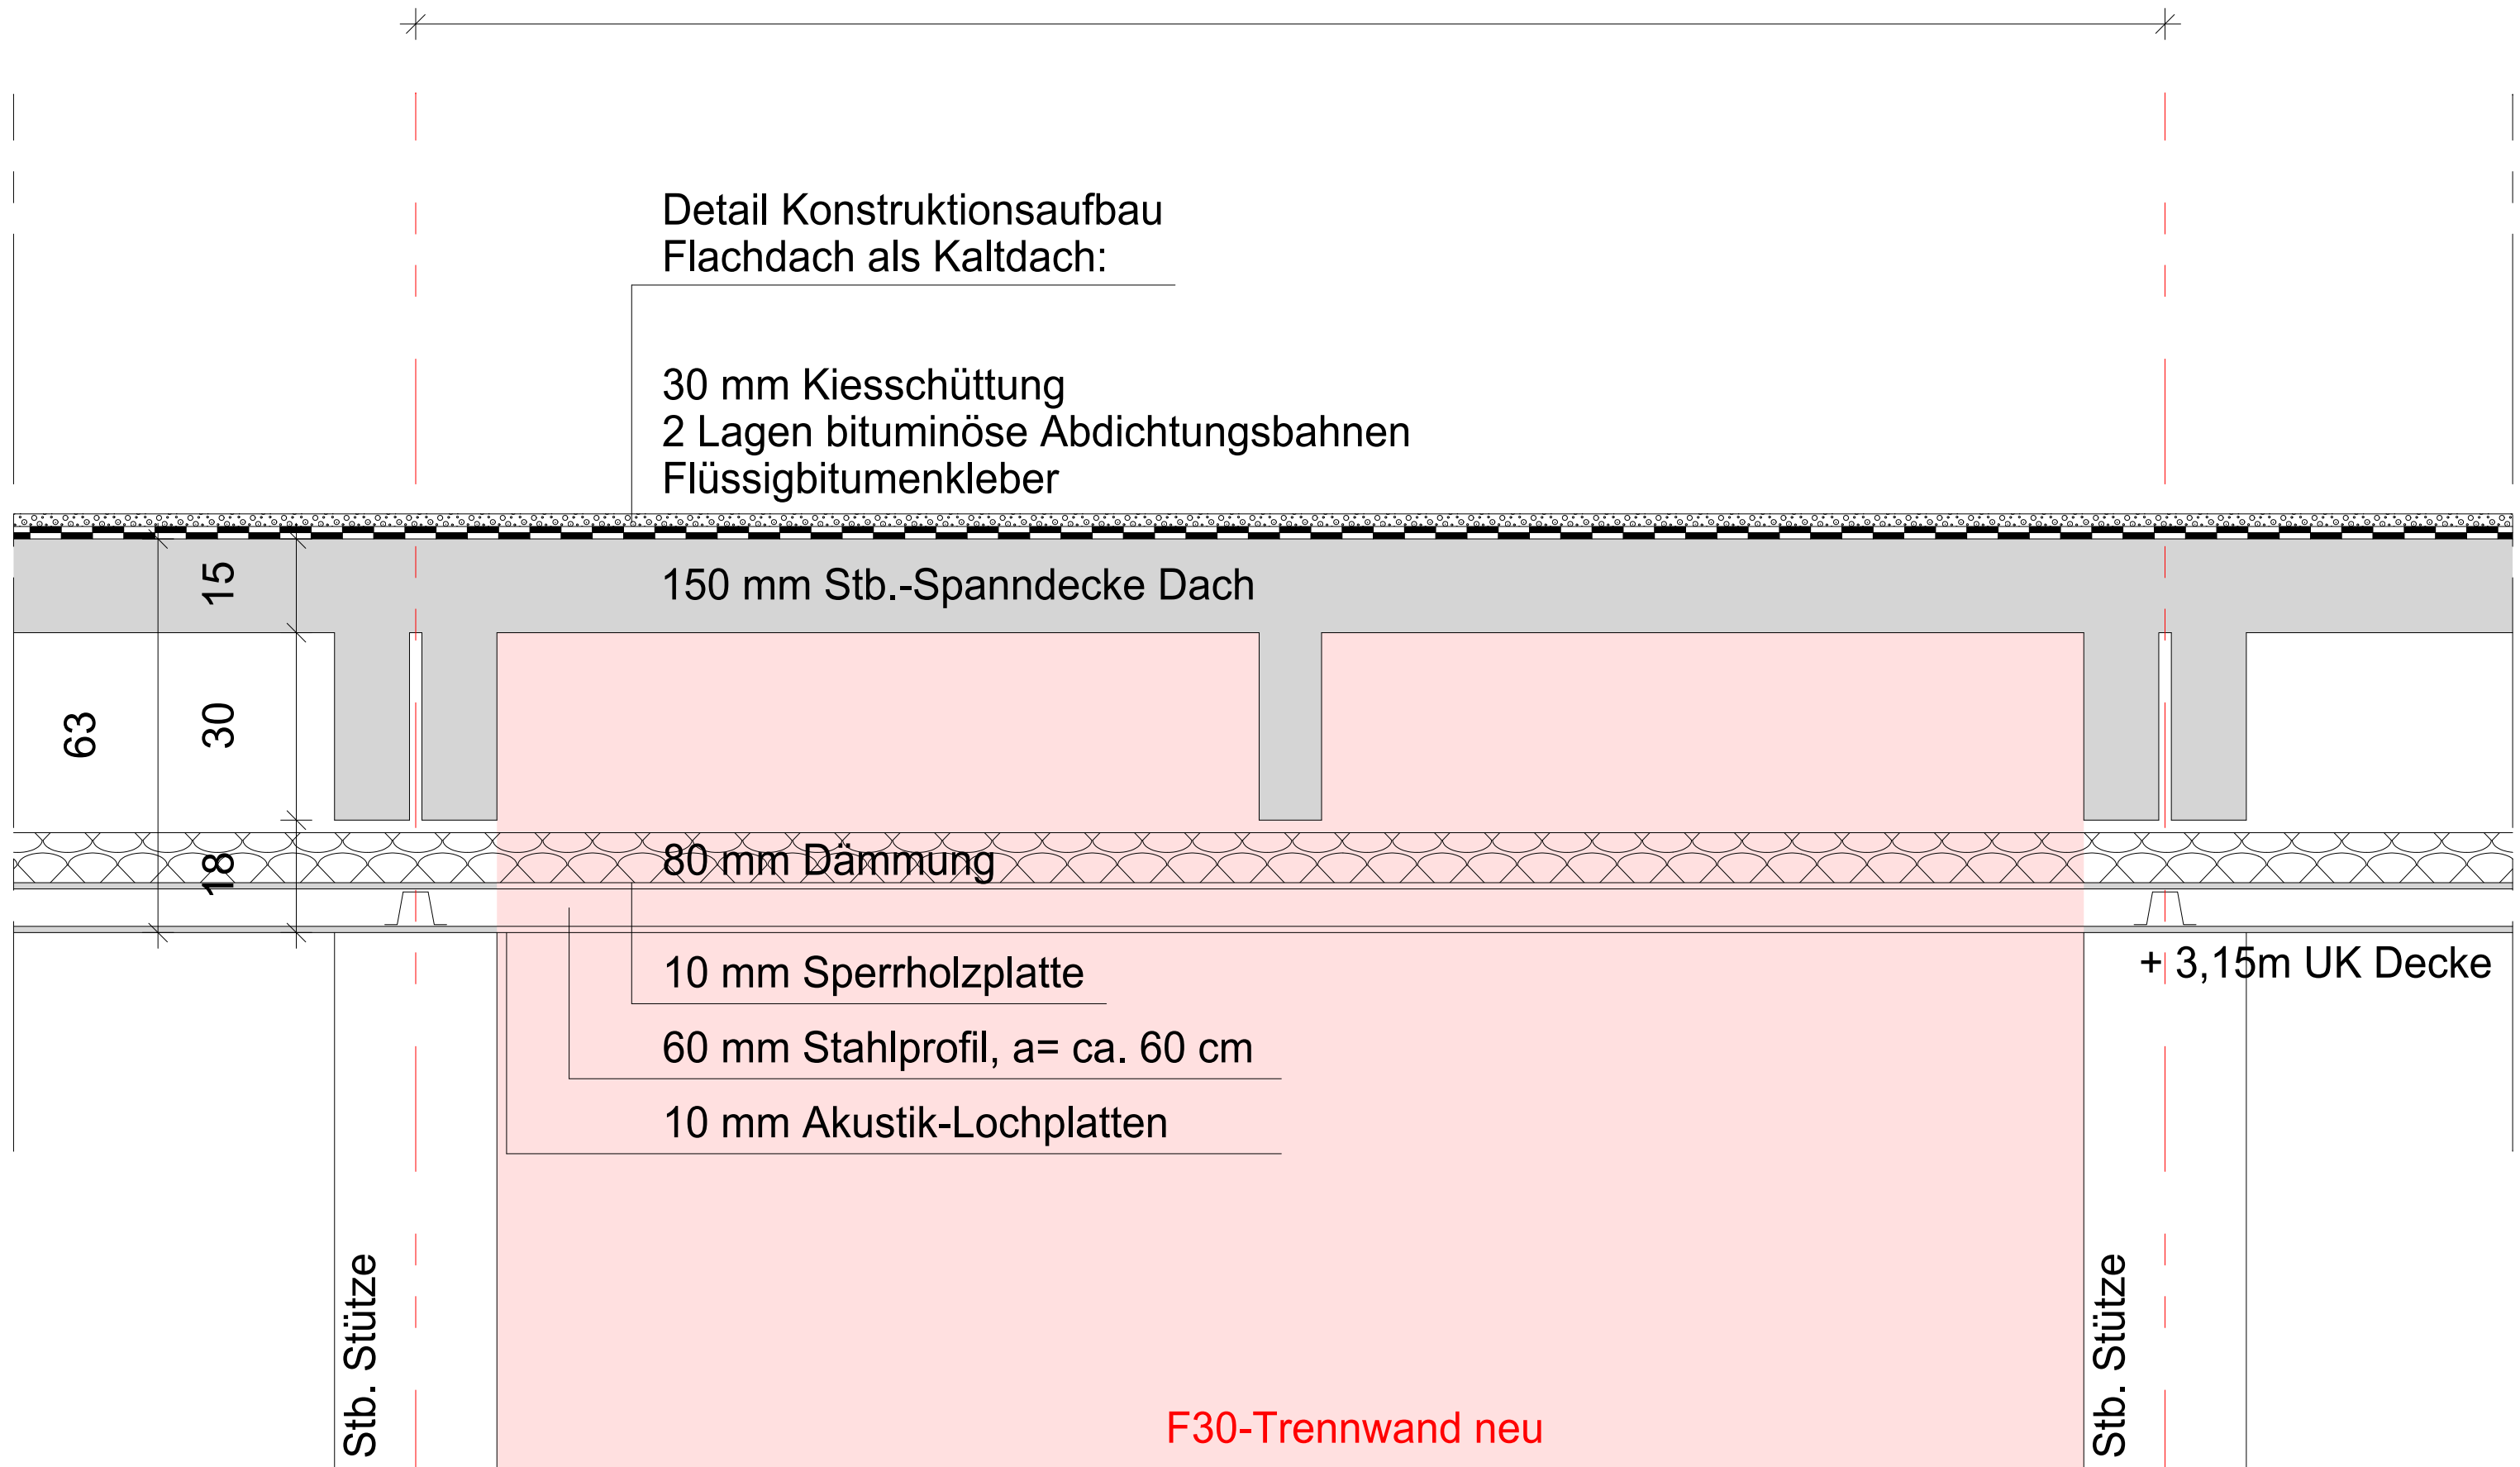 Detail Konstruktionsaufbau
Flachdach als Kaltdach:
30 mm Kiesschüttung
2 Lagen bituminöse Abdichtungsbahnen
Flüssigbitumenkleber
150 mm Stb.-Spanndecke Dach
15
30
63
18
80 mm Dämmung
10 mm Sperrholzplatte
+ 3,15m UK Decke
60 mm Stahlprofil, a= ca. 60 cm
10 mm Akustik-Lochplatten
Stb. Stütze
Stb. Stütze
F30-Trennwand neu